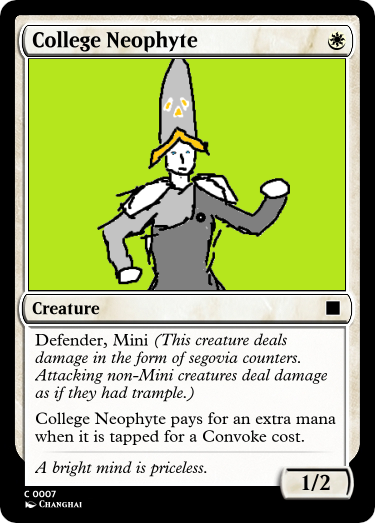 College Neophyte
Creature
Defender, Mini (This creature deals
damage in the form of segovia counters.
Attacking non-Mini creatures deal damage
as if they had trample.)
College Neophyte pays for an extra mana
when it is tapped for a Convoke cost.
A bright mind is priceless.
1/2
C 0007
Changhai